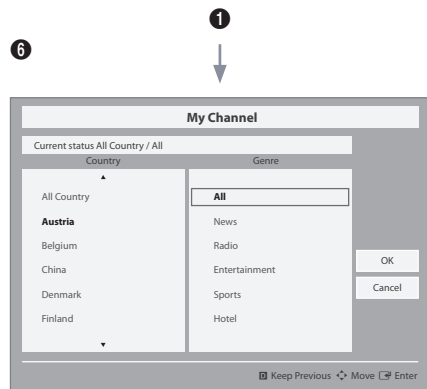 ❶
❻
My Channel
Current status All Country / All
Country Genre
All Country All
Austria News
Belgium Radio
China Entertainment
Denmark Sports
Finland Hotel
OK
Cancel
D Keep Previous Move Enter